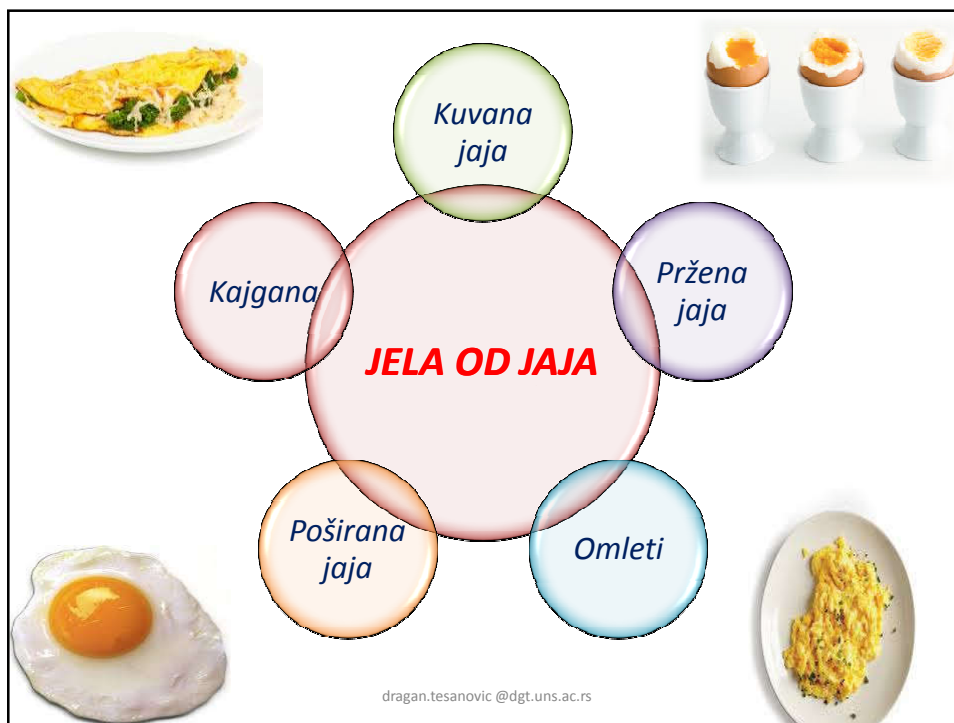 Kuvana
jaja
Kajgana
Pržena
jaja
JELA OD JAJA
Poširana
jaja
Omleti
dragan.tesanovic @dgt.uns.ac.rs